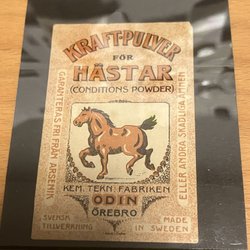 KRAFT-PULVER
FÖR
HÄSTAR
(CONDITIONS POWDER)
GARANTERAS FRI FRÅN ARSENIK
ELLER ANDRA SKADLIGA ÄMNEN
KEM. TEKN. FABRIKEN
ODIN
ÖREBRO
SVENSK
TILLVERKNING
MADE
IN SWEDEN